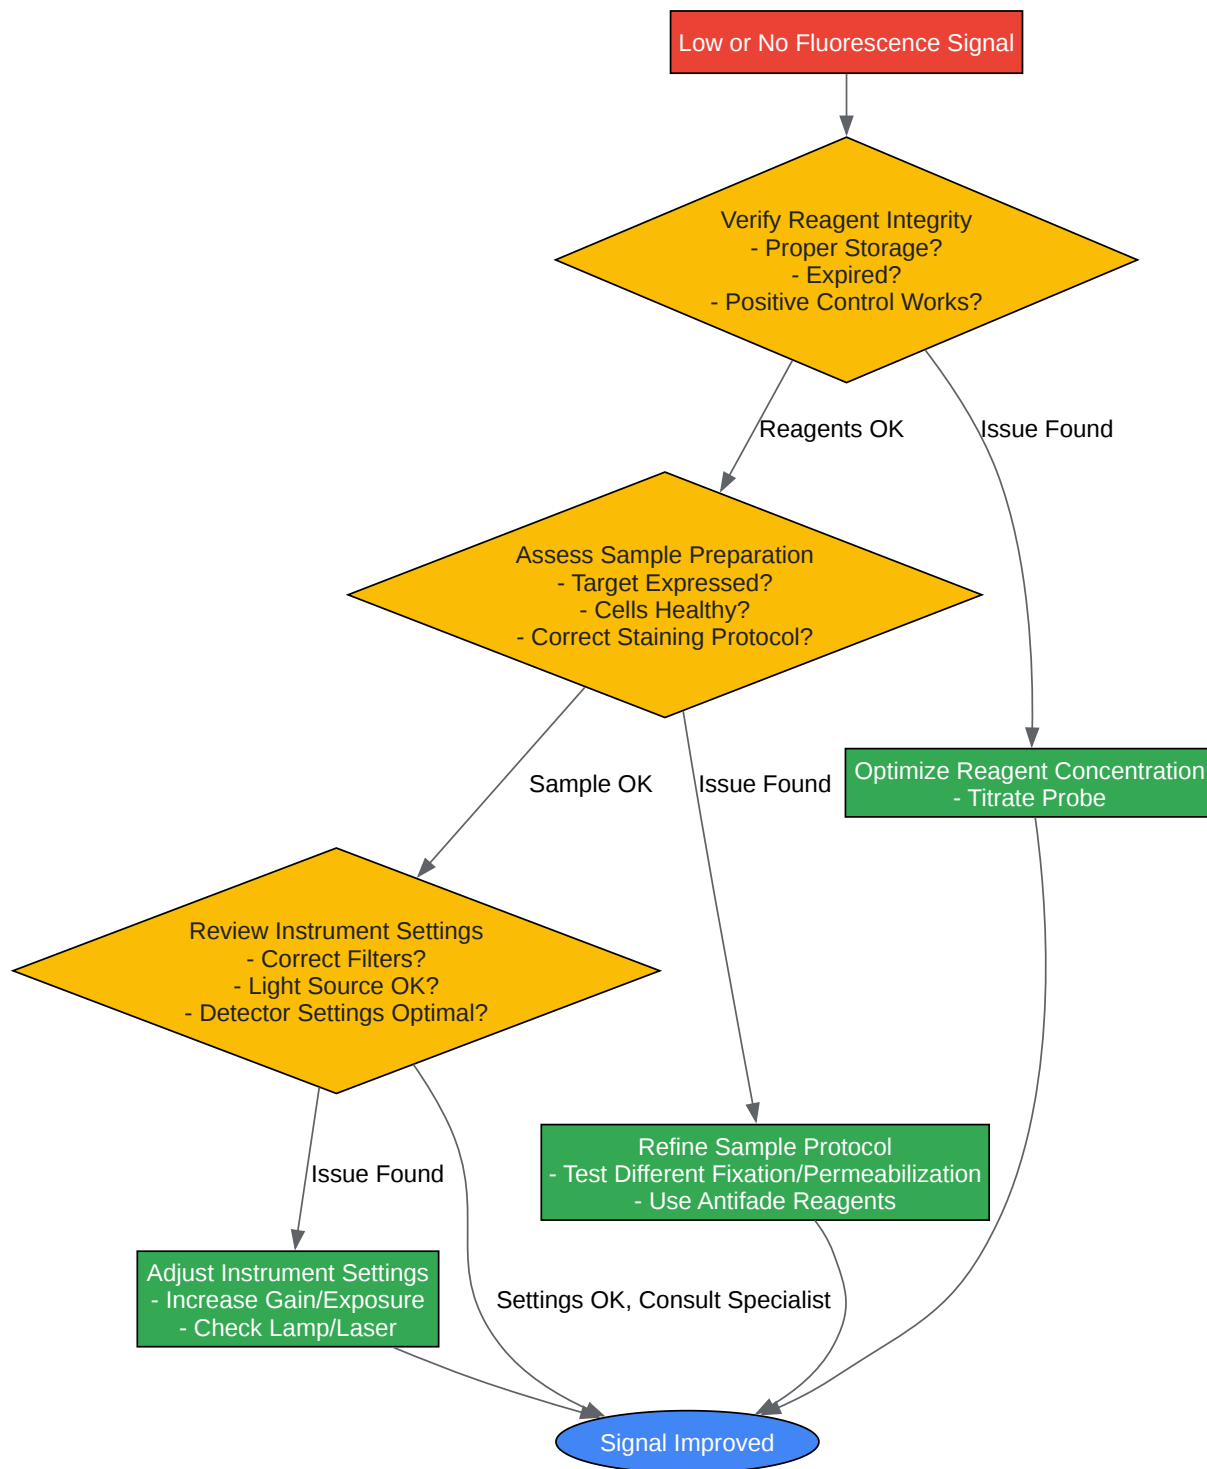 Low or No Fluorescence Signal
Verify Reagent Integrity
- Proper Storage?
- Expired?
- Positive Control Works?
Reagents OK
Issue Found
Assess Sample Preparation
- Target Expressed?
- Cells Healthy?
- Correct Staining Protocol?
Sample OK
Issue Found
Optimize Reagent Concentration
- Titrate Probe
Review Instrument Settings
- Correct Filters?
- Light Source OK?
- Detector Settings Optimal?
Issue Found
Refine Sample Protocol
- Test Different Fixation/Permeabilization
- Use Antifade Reagents
Adjust Instrument Settings
- Increase Gain/Exposure
- Check Lamp/Laser
Settings OK, Consult Specialist
Signal Improved